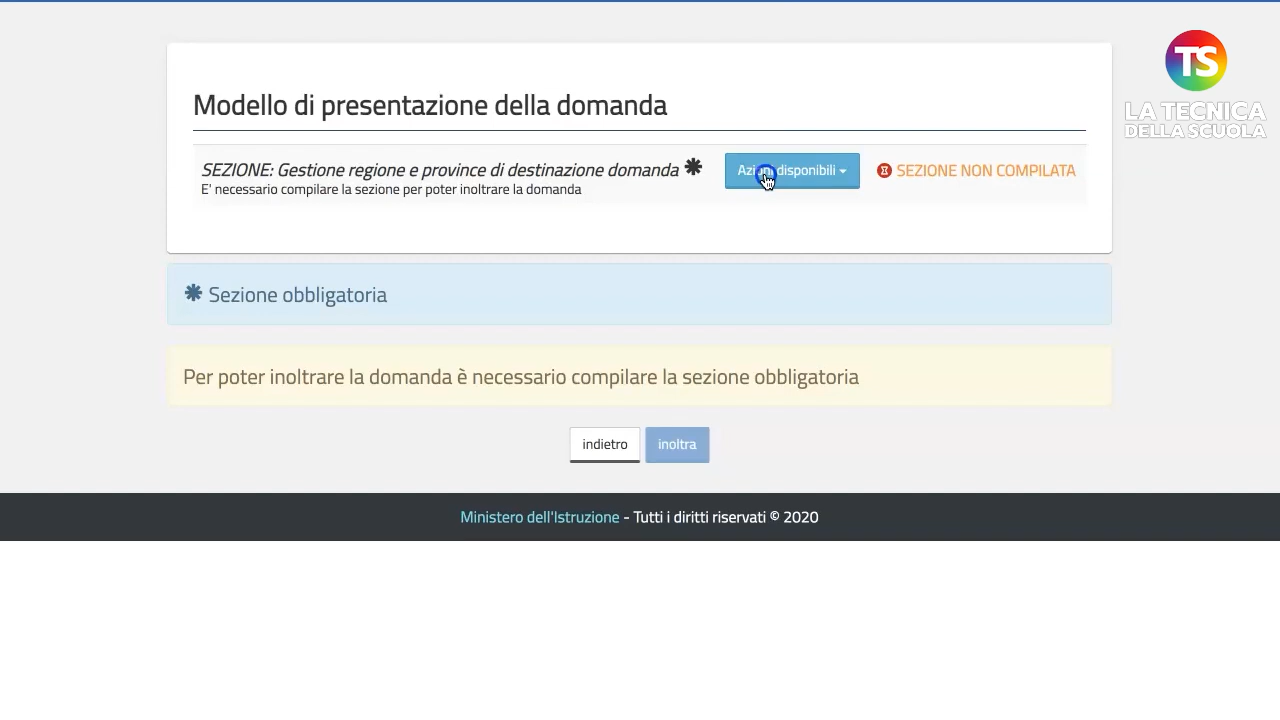 TS
LA TECNICA
DELLA SCUOLA
Modello di presentazione della domanda
SEZIONE: Gestione regione e province di destinazione domanda ✱
E' necessario compilare la sezione per poter inoltrare la domanda
Azioni disponibili
SEZIONE NON COMPILATA
✱ Sezione obbligatoria
Per poter inoltrare la domanda è necessario compilare la sezione obbligatoria
indietro
inoltra
Ministero dell'Istruzione - Tutti i diritti riservati © 2020